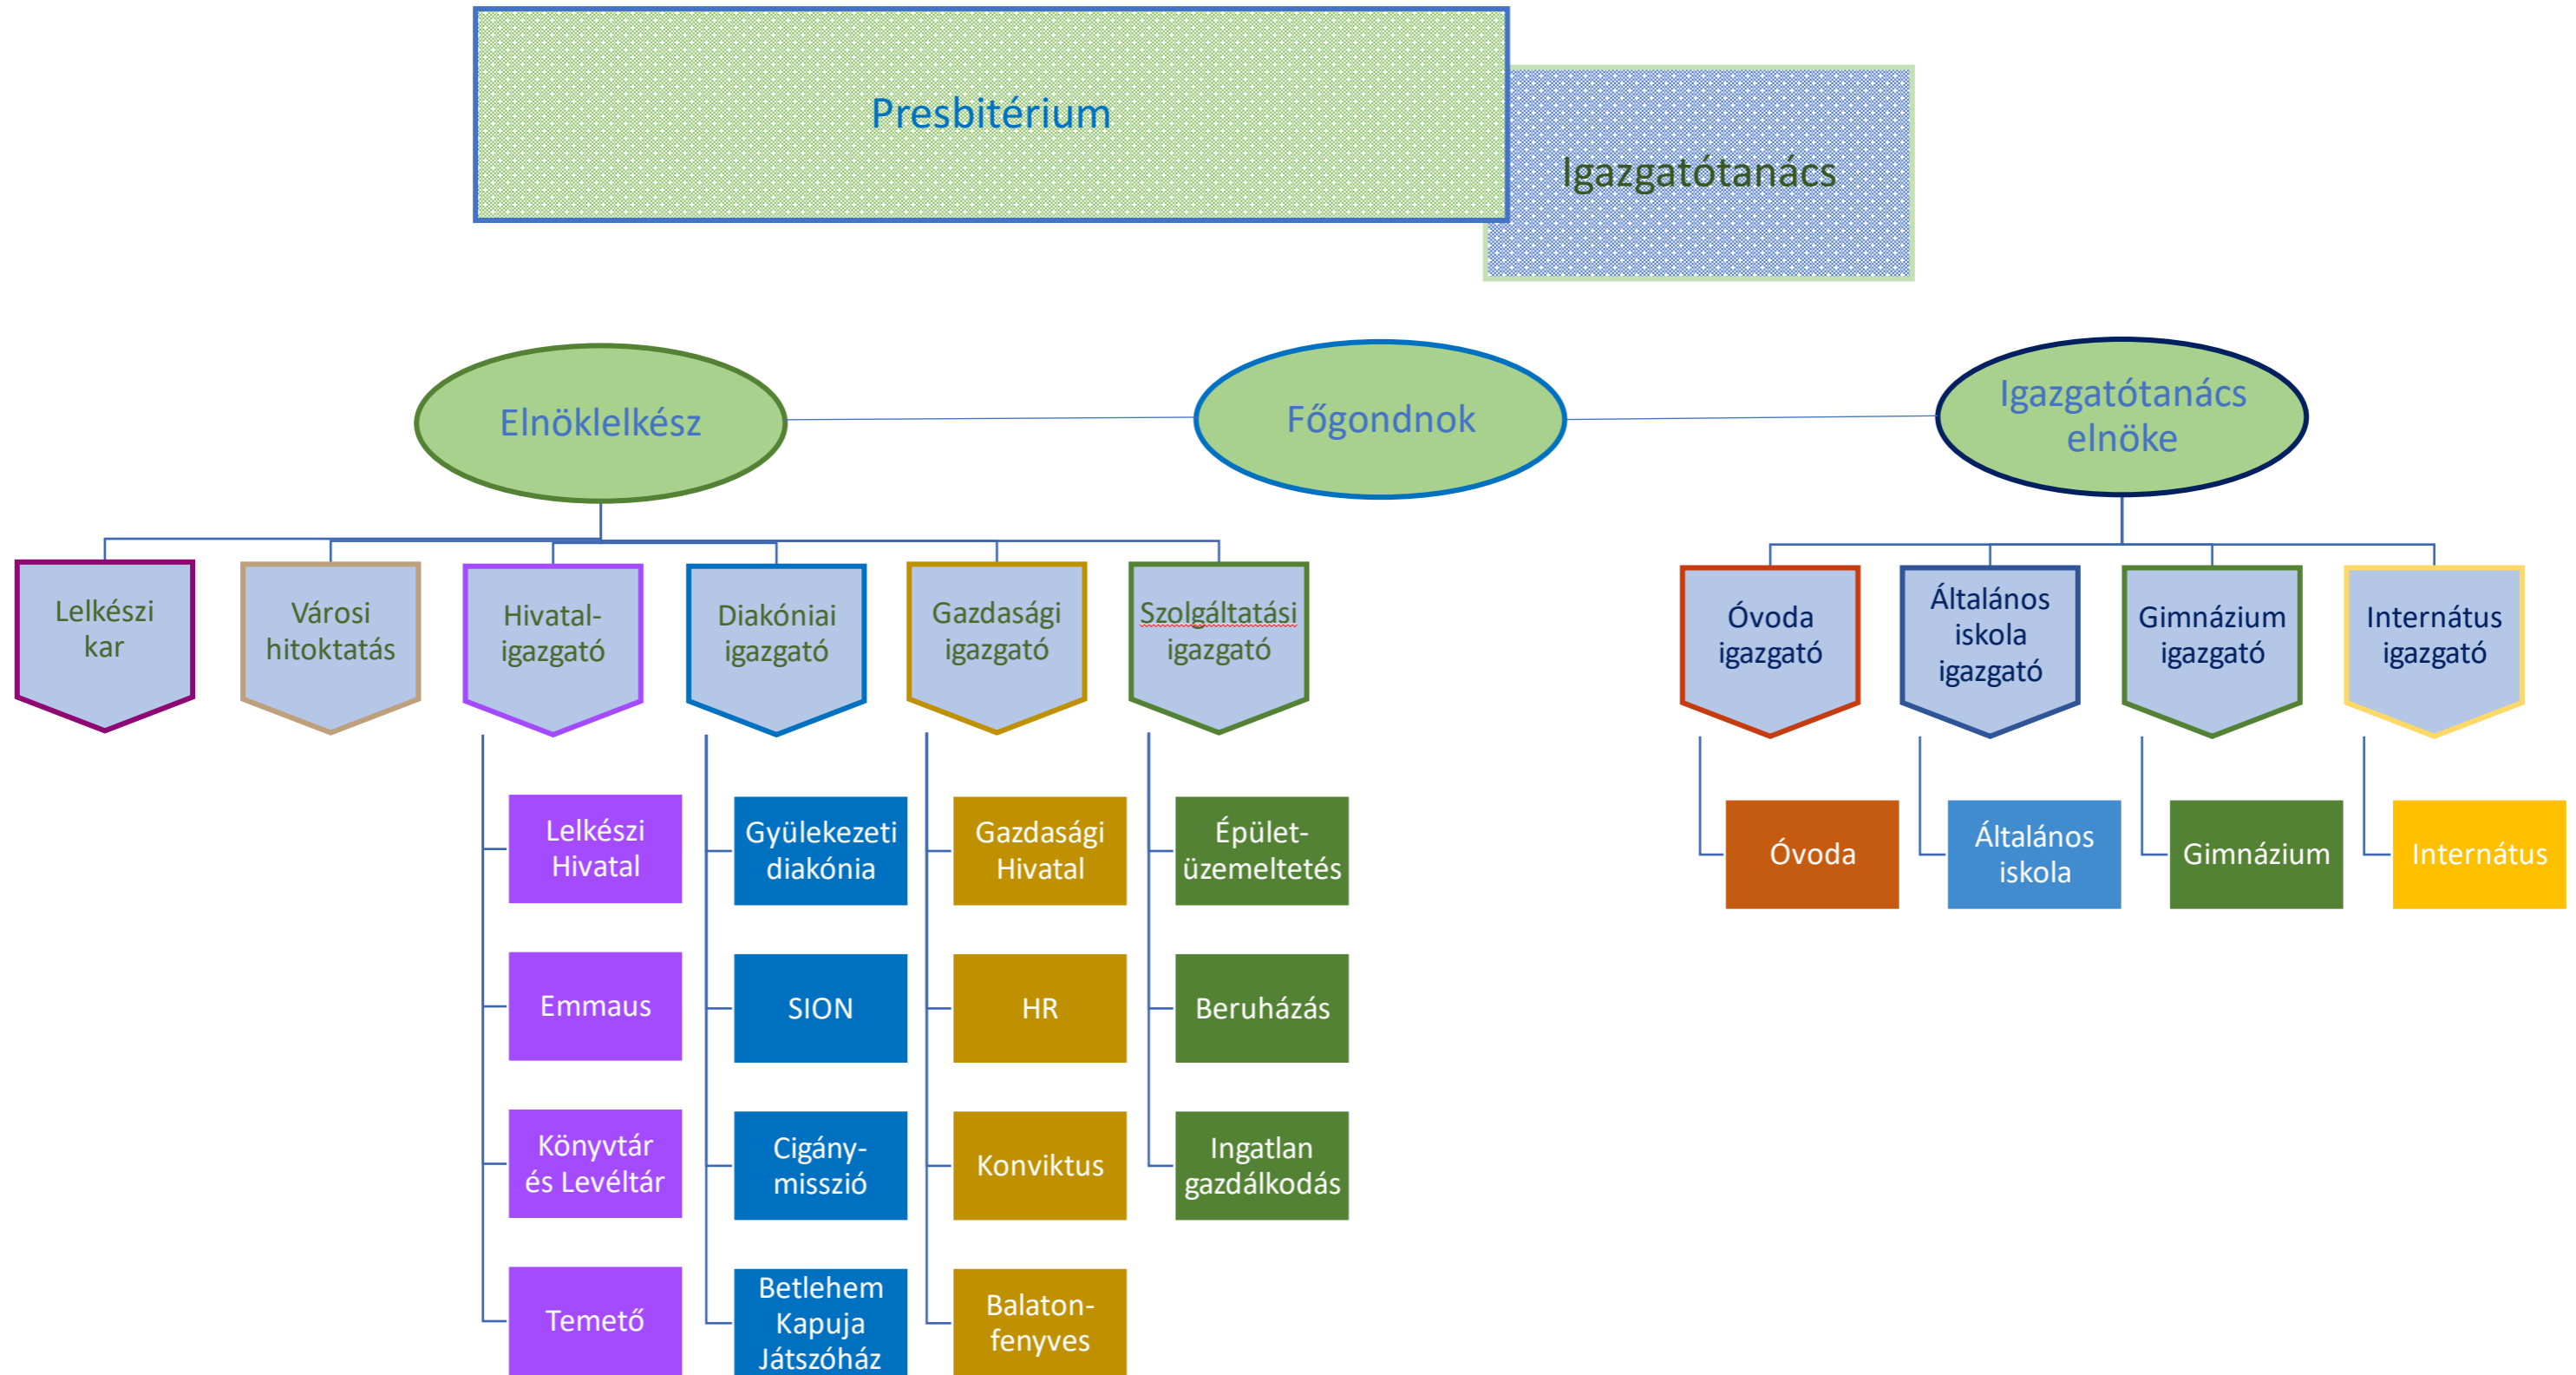 Presbitérium
Igazgatótanács
Elnöklelkész
Főgondnok
Igazgatótanács
elnöke
Lelkészi
kar
Városi
hitoktatás
Hivatal-
igazgató
Diakóniai
igazgató
Gazdasági
igazgató
Szolgáltatási
igazgató
Óvoda
igazgató
Általános
iskola
igazgató
Gimnázium
igazgató
Internátus
igazgató
Lelkészi
Hivatal
Gyülekezeti
diakónia
Gazdasági
Hivatal
Épület-
üzemeltetés
Óvoda
Általános
iskola
Gimnázium
Internátus
Emmaus
SION
HR
Beruházás
Könyvtár
és Levéltár
Cigány-
misszió
Konviktus
Ingatlan
gazdálkodás
Temető
Betlehem
Kapuja
Játszóház
Balaton-
fenyves